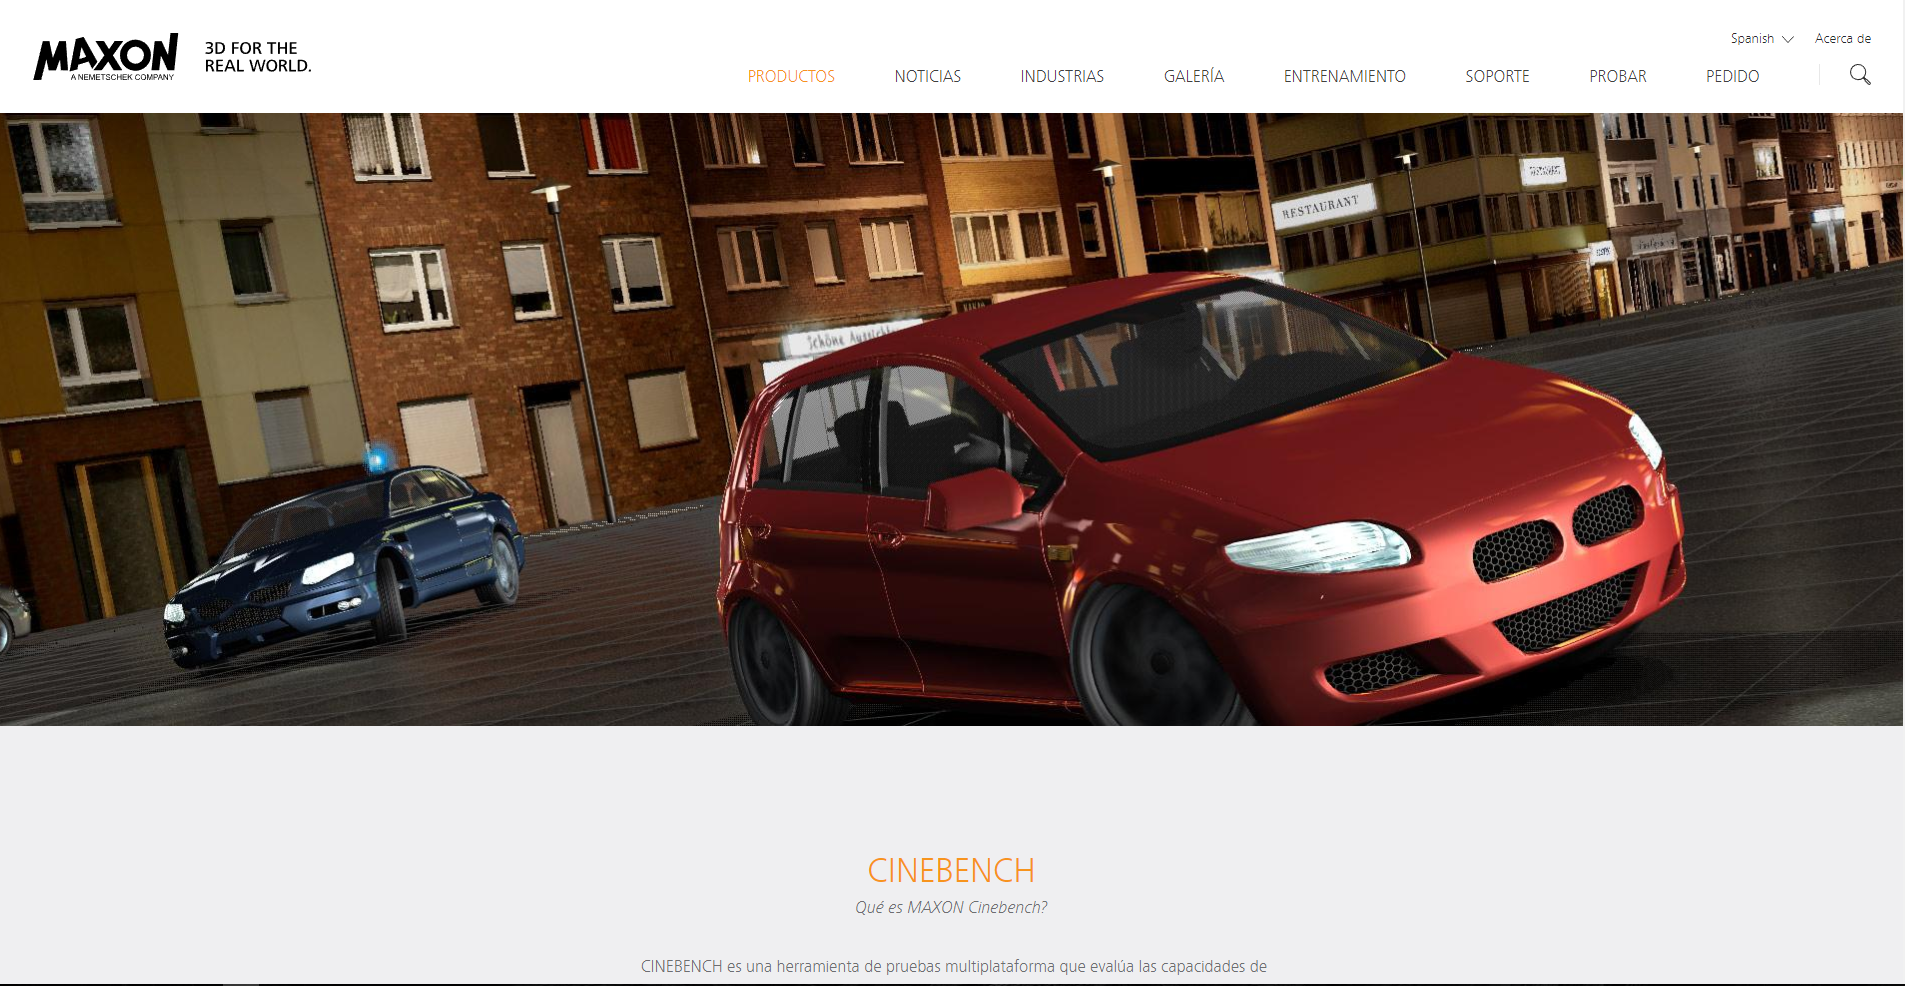 MAXON
A NEMETSCHEK COMPANY
3D FOR THE
REAL WORLD.
Spanish
Acerca de
PRODUCTOS
NOTICIAS
INDUSTRIAS
GALERÍA
ENTRENAMIENTO
SOPORTE
PROBAR
PEDIDO
RESTAURANT
Schöne Aussichten
CINEBENCH
Qué es MAXON Cinebench?
CINEBENCH es una herramienta de pruebas multiplataforma que evalúa las capacidades de